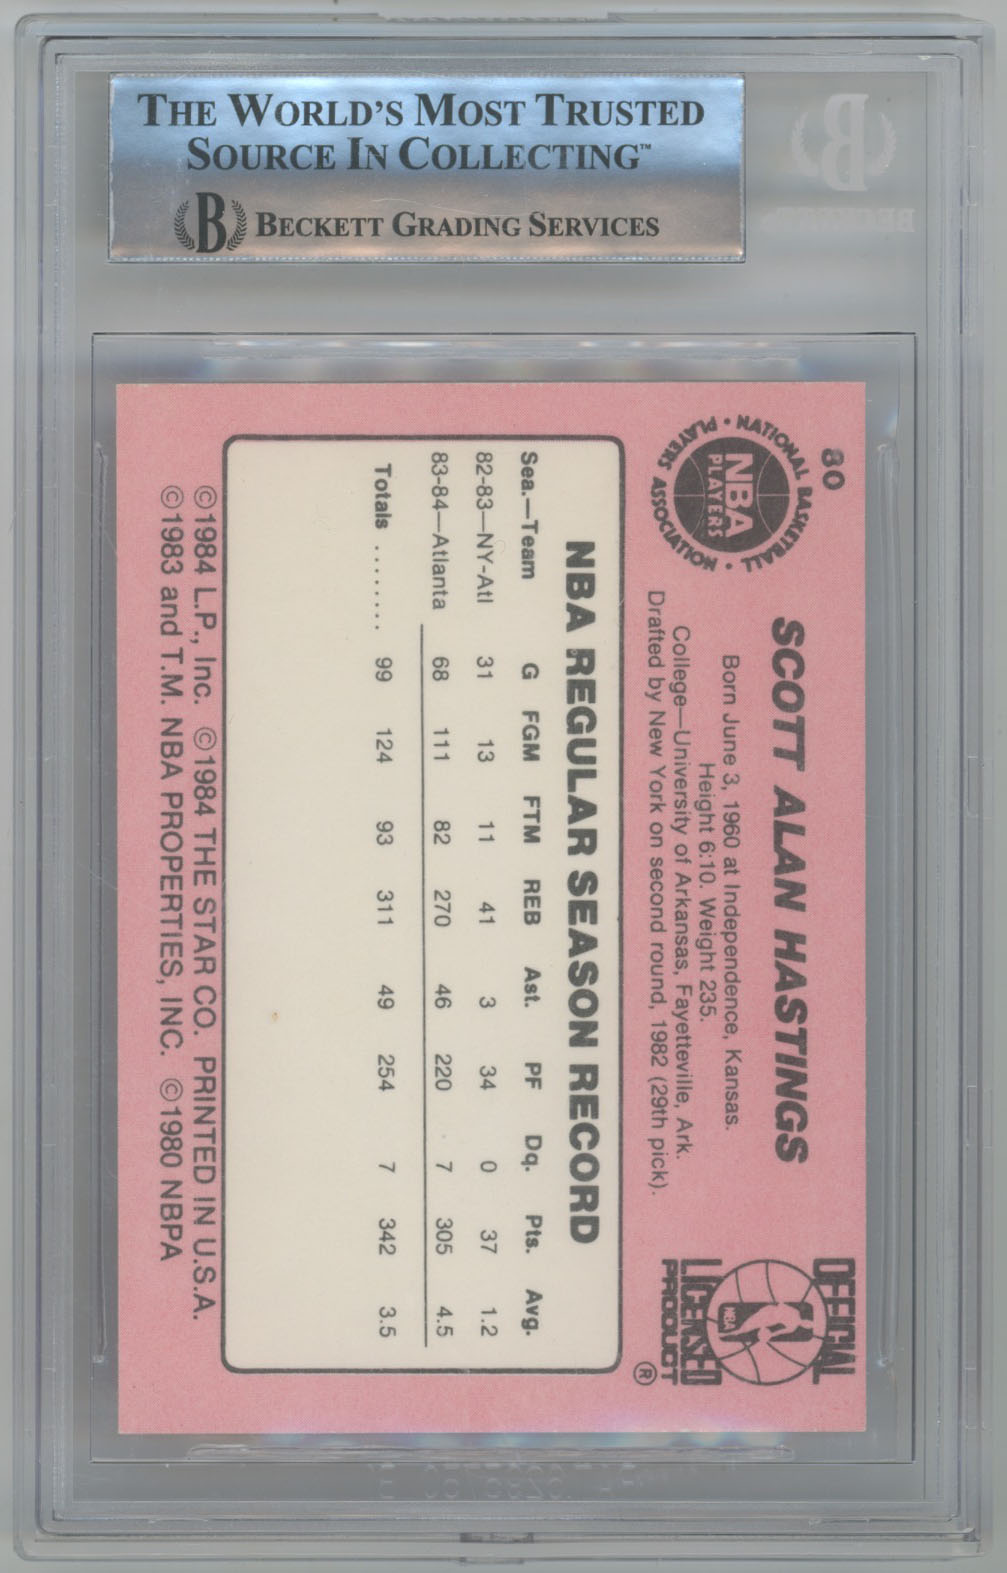 THE WORLD'S MOST TRUSTED
SOURCE IN COLLECTING™
B BECKETT GRADING SERVICES
B
80
NATIONAL BASKETBALL • PLAYERS ASSOCIATION •
NBA
PLAYERS
SCOTT ALAN HASTINGS
Born June 3, 1960 at Independence, Kansas.
Height 6:10. Weight 235.
College—University of Arkansas, Fayetteville, Ark.
Drafted by New York on second round, 1982 (29th pick).
OFFICIAL
NBA
LICENSED
PRODUCT
®
NBA REGULAR SEASON RECORD
Sea.—Team G FGM FTM REB Ast. PF Dq. Pts. Avg.
82-83—NY-Atl 31 13 11 41 3 34 0 37 1.2
83-84—Atlanta 68 111 82 270 46 220 7 305 4.5
Totals ........ 99 124 93 311 49 254 7 342 3.5
©1984 L.P., Inc. ©1984 THE STAR CO. PRINTED IN U.S.A.
©1983 and T.M. NBA PROPERTIES, INC. ©1980 NBPA